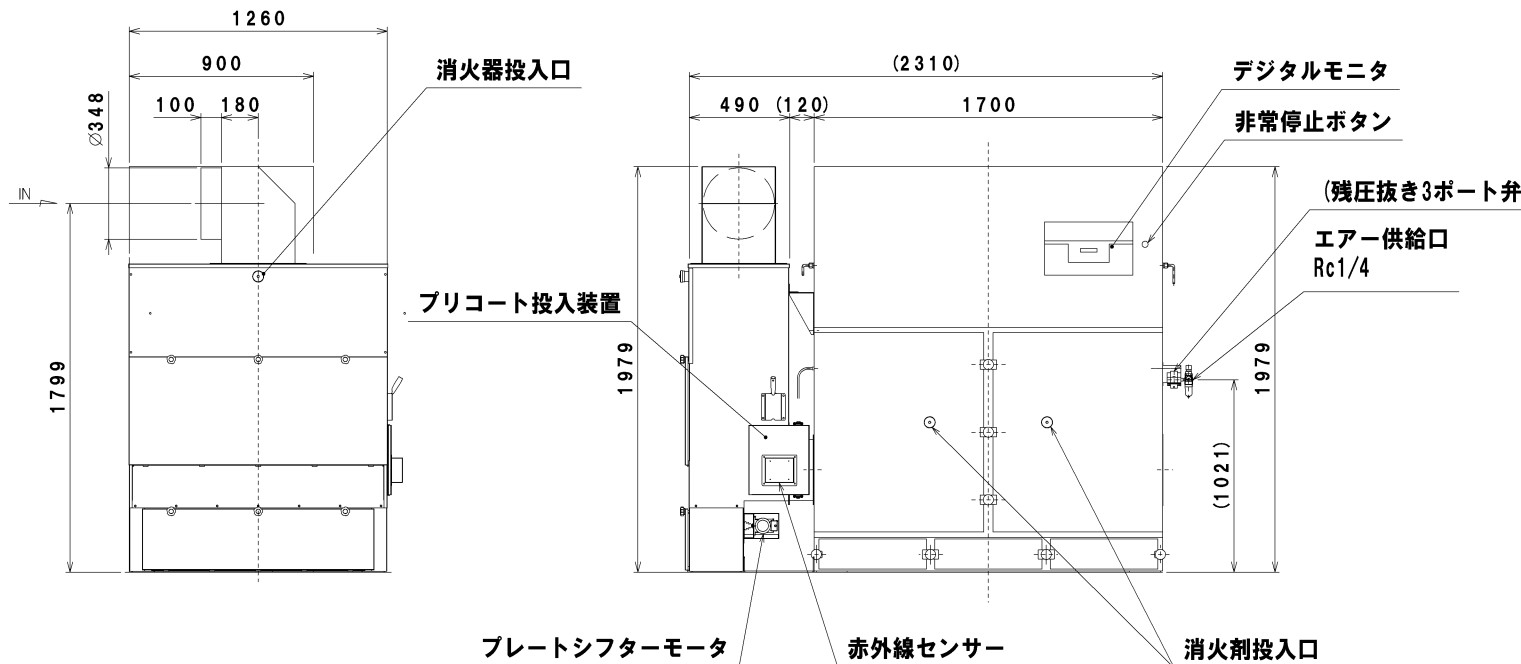 1260
900
消火器投入口
100
180
∅348
IN
1799
(2310)
490
(120)
1700
デジタルモニタ
非常停止ボタン
(残圧抜き3ポート弁
エアー供給口
Rc1/4
プリコート投入装置
1979
1979
(1021)
プレートシフターモータ
赤外線センサー
消火剤投入口